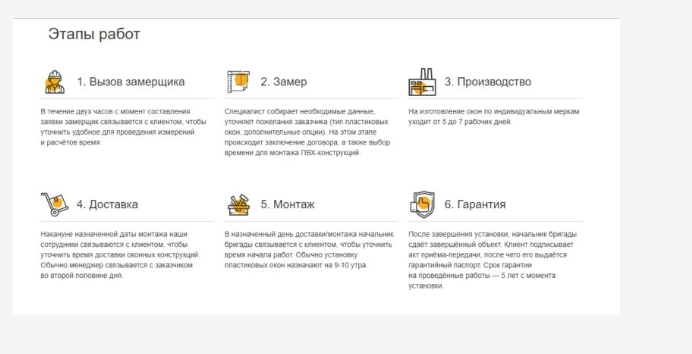 Этапы работ
1. Вызов замерщика
В течение двух часов с момент составления
заявки замерщик связывается с клиентом, чтобы
уточнить удобное для проведения измерений
и расчётов время.
2. Замер
Специалист собирает необходимые данные,
уточняет пожелания заказчика (тип пластиковых
окон, дополнительные опции). На этом этапе
происходит заключение договора, а также выбор
времени для монтажа ПВХ-конструкций.
3. Производство
На изготовление окон по индивидуальным меркам
уходит от 5 до 7 рабочих дней.
4. Доставка
Накануне назначенной даты монтажа наши
сотрудники связываются с клиентом, чтобы
уточнить время доставки оконных конструкций.
Обычно менеджер связывается с заказчиком
во второй половине дня.
5. Монтаж
В назначенный день доставки/монтажа начальник
бригады связывается с клиентом, чтобы уточнить
время начала работ. Обычно установку
пластиковых окон назначают на 9-10 утра.
6. Гарантия
После завершения установки, начальник бригады
сдаёт завершённый объект. Клиент подписывает
акт приёма-передачи, после чего его выдаётся
гарантийный паспорт. Срок гарантии
на проведённые работы — 5 лет с момента
установки.